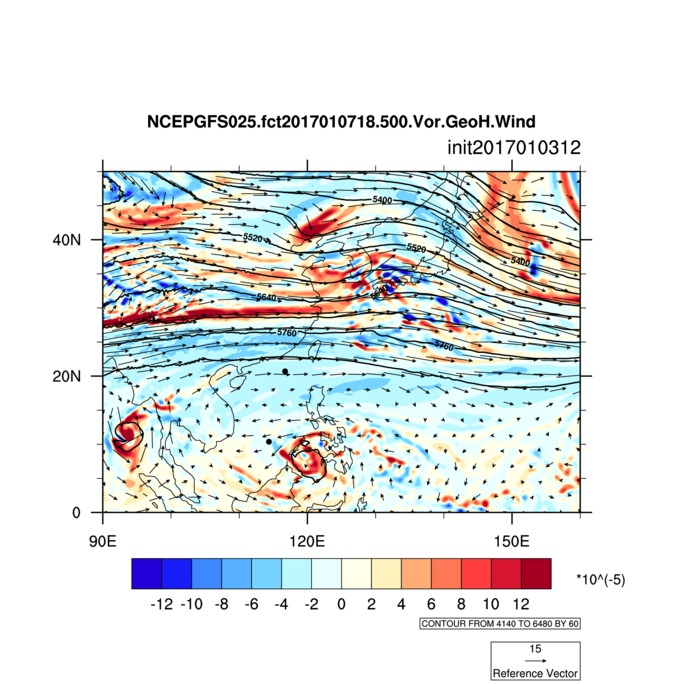 NCEPGFS025.fct2017010718.500.Vor.GeoH.Wind
init2017010312
5400
5520
5520
40N
5400
5640
5760
5760
20N
0
90E 120E 150E
-12 -10 -8 -6 -4 -2 0 2 4 6 8 10 12
*10^(-5)
CONTOUR FROM 4140 TO 6480 BY 60
15
Reference Vector